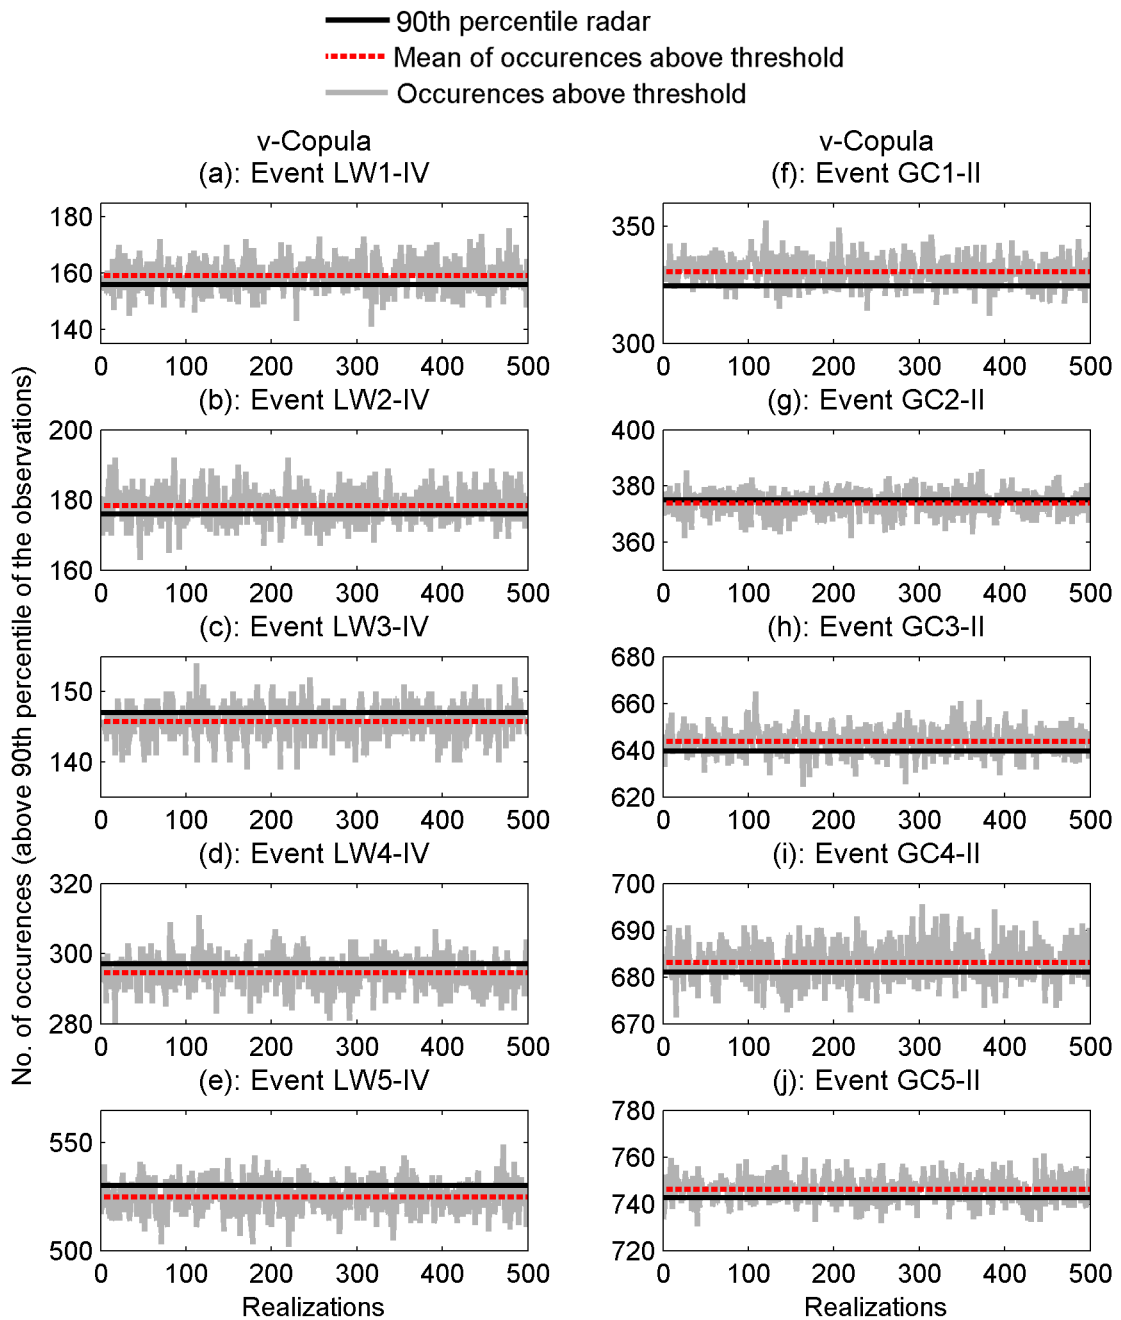 90th percentile radar
Mean of occurences above threshold
Occurences above threshold
No. of occurences (above 90th percentile of the observations)
v-Copula
(a): Event LW1-IV
180
160
140
0 100 200 300 400 500
(b): Event LW2-IV
200
180
160
0 100 200 300 400 500
(c): Event LW3-IV
150
140
0 100 200 300 400 500
(d): Event LW4-IV
320
300
280
0 100 200 300 400 500
(e): Event LW5-IV
550
500
0 100 200 300 400 500
Realizations
v-Copula
(f): Event GC1-II
350
300
0 100 200 300 400 500
(g): Event GC2-II
400
380
360
0 100 200 300 400 500
(h): Event GC3-II
680
660
640
620
0 100 200 300 400 500
(i): Event GC4-II
700
690
680
670
0 100 200 300 400 500
(j): Event GC5-II
780
760
740
720
0 100 200 300 400 500
Realizations